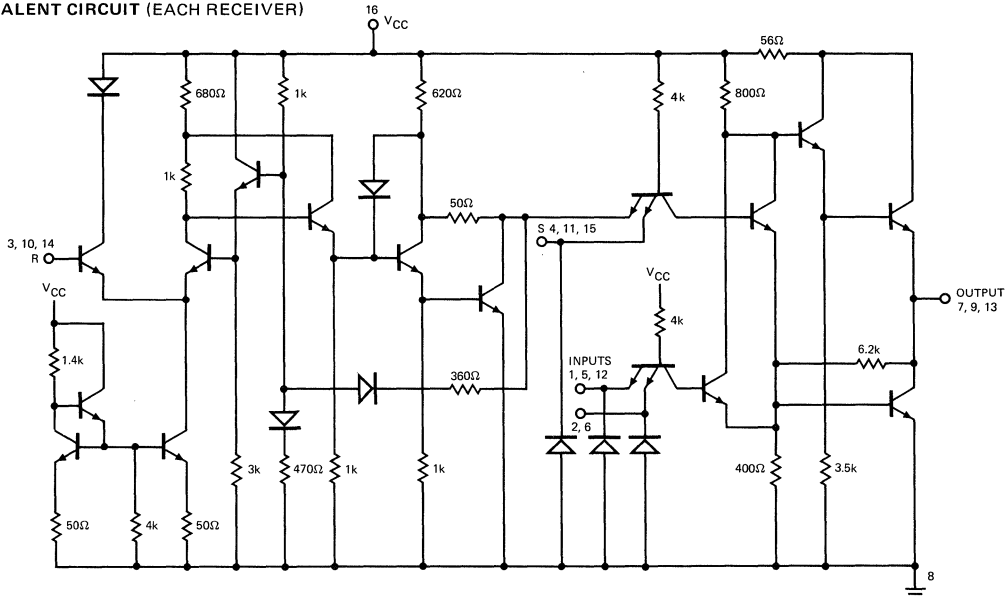 ALENT CIRCUIT (EACH RECEIVER)
16
VCC
56Ω
680Ω
1k
620Ω
4k
800Ω
1k
50Ω
S 4, 11, 15
3, 10, 14
R
VCC
VCC
OUTPUT
7, 9, 13
4k
1.4k
6.2k
INPUTS
1, 5, 12
360Ω
2, 6
3k
470Ω
1k
1k
400Ω
3.5k
50Ω
4k
50Ω
8